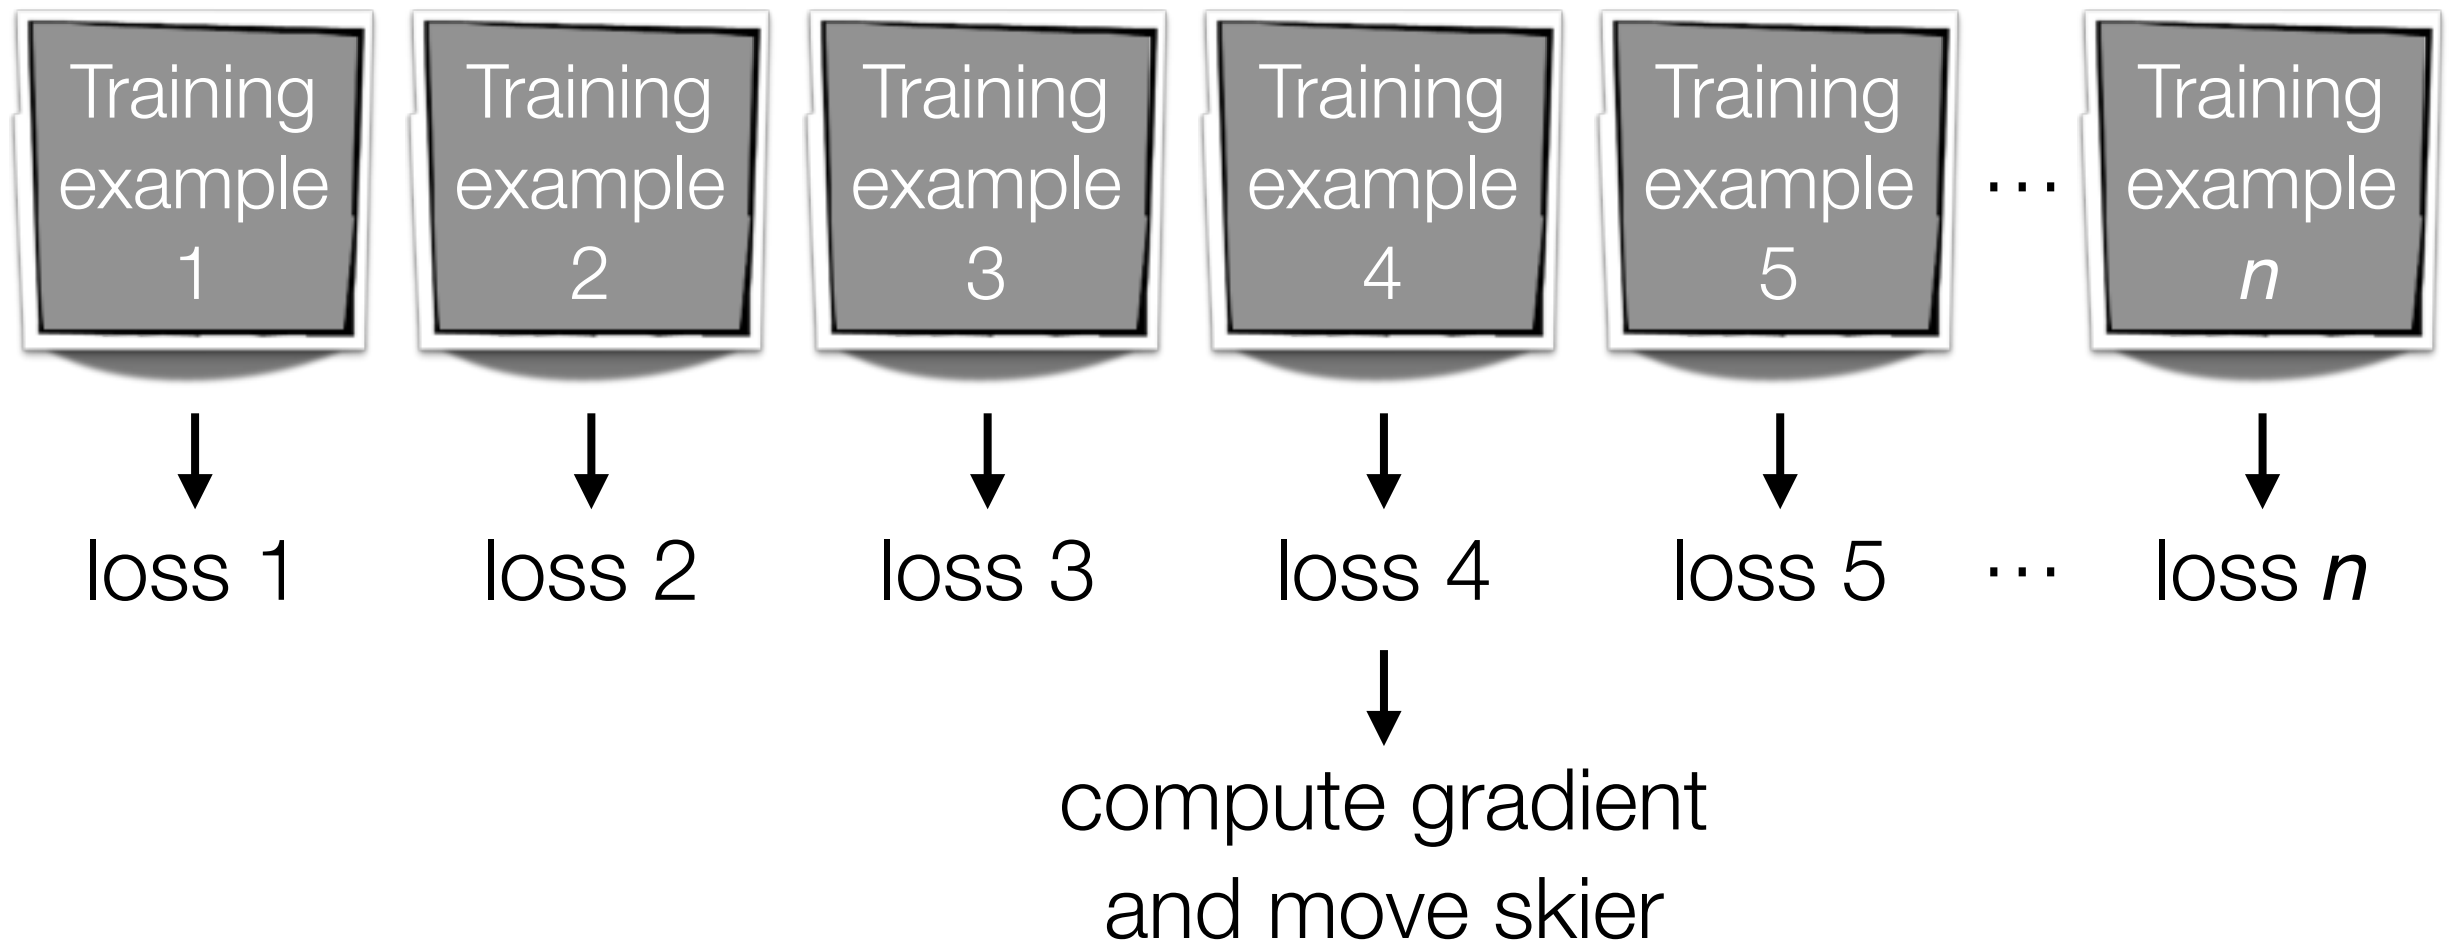 Training
example
1
Training
example
2
Training
example
3
Training
example
4
Training
example
5
...
Training
example
n
loss 1
loss 2
loss 3
loss 4
loss 5
...
loss n
compute gradient
and move skier